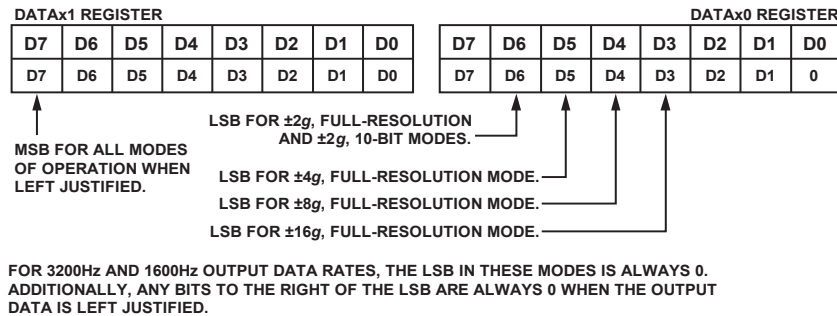 DATAx1 REGISTER DATAx0 REGISTER
D7 D6 D5 D4 D3 D2 D1 D0 D7 D6 D5 D4 D3 D2 D1 D0
D7 D6 D5 D4 D3 D2 D1 D0 D7 D6 D5 D4 D3 D2 D1 0
MSB FOR ALL MODES
OF OPERATION WHEN
LEFT JUSTIFIED.
LSB FOR ±2g, FULL-RESOLUTION
AND ±2g, 10-BIT MODES.
LSB FOR ±4g, FULL-RESOLUTION MODE.
LSB FOR ±8g, FULL-RESOLUTION MODE.
LSB FOR ±16g, FULL-RESOLUTION MODE.
FOR 3200Hz AND 1600Hz OUTPUT DATA RATES, THE LSB IN THESE MODES IS ALWAYS 0.
ADDITIONALLY, ANY BITS TO THE RIGHT OF THE LSB ARE ALWAYS 0 WHEN THE OUTPUT
DATA IS LEFT JUSTIFIED.